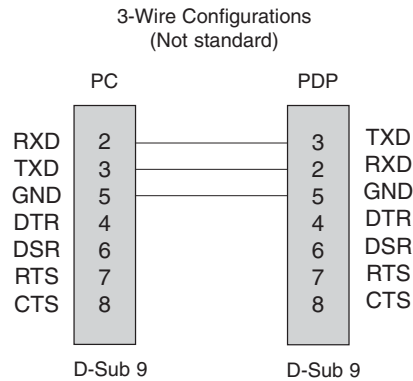 3-Wire Configurations
(Not standard)
PC PDP
RXD 2 3 TXD
TXD 3 2 RXD
GND 5 5 GND
DTR 4 4 DTR
DSR 6 6 DSR
RTS 7 7 RTS
CTS 8 8 CTS
D-Sub 9 D-Sub 9